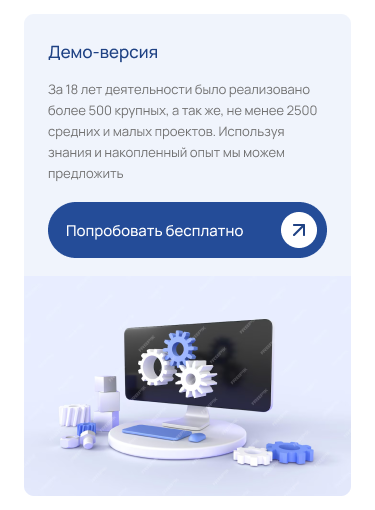 Демо-версия
За 18 лет деятельности было реализовано
более 500 крупных, а так же, не менее 2500
средних и малых проектов. Используя
знания и накопленный опыт мы можем
предложить
Попробовать бесплатно